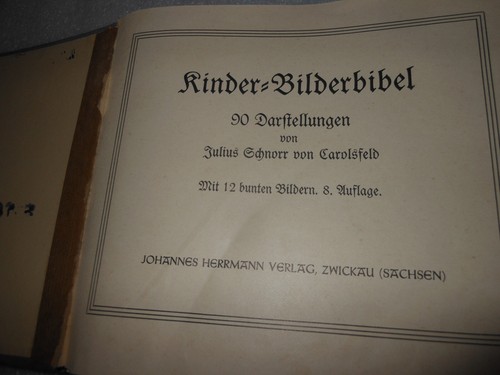 Kinder-Bilderbibel
90 Darstellungen
von
Julius Schnorr von Carolsfeld
Mit 12 bunten Bildern. 8. Auflage.
JOHANNES HERRMANN VERLAG, ZWICKAU (SACHSEN)